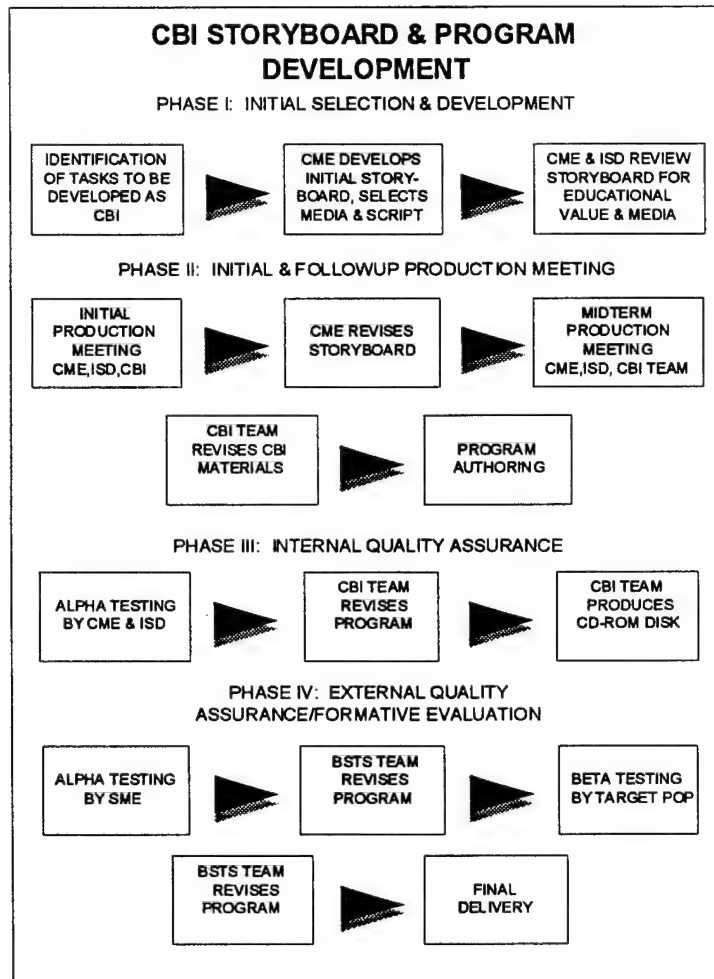 CBI STORYBOARD & PROGRAM
DEVELOPMENT
PHASE I: INITIAL SELECTION & DEVELOPMENT
IDENTIFICATION
OF TASKS TO BE
DEVELOPED AS
CBI
CME DEVELOPS
INITIAL STORY-
BOARD, SELECTS
MEDIA & SCRIPT
CME & ISD REVIEW
STORYBOARD FOR
EDUCATIONAL
VALUE & MEDIA
PHASE II: INITIAL & FOLLOWUP PRODUCTION MEETING
INITIAL
PRODUCTION
MEETING
CME,ISD,CBI
CME REVISES
STORYBOARD
MIDTERM
PRODUCTION
MEETING
CME,ISD, CBI TEAM
CBI TEAM
REVISES CBI
MATERIALS
PROGRAM
AUTHORING
PHASE III: INTERNAL QUALITY ASSURANCE
ALPHA TESTING
BY CME & ISD
CBI TEAM
REVISES
PROGRAM
CBI TEAM
PRODUCES
CD-ROM DISK
PHASE IV: EXTERNAL QUALITY
ASSURANCE/FORMATIVE EVALUATION
ALPHA TESTING
BY SME
BSTS TEAM
REVISES
PROGRAM
BETA TESTING
BY TARGET POP
BSTS TEAM
REVISES
PROGRAM
FINAL
DELIVERY